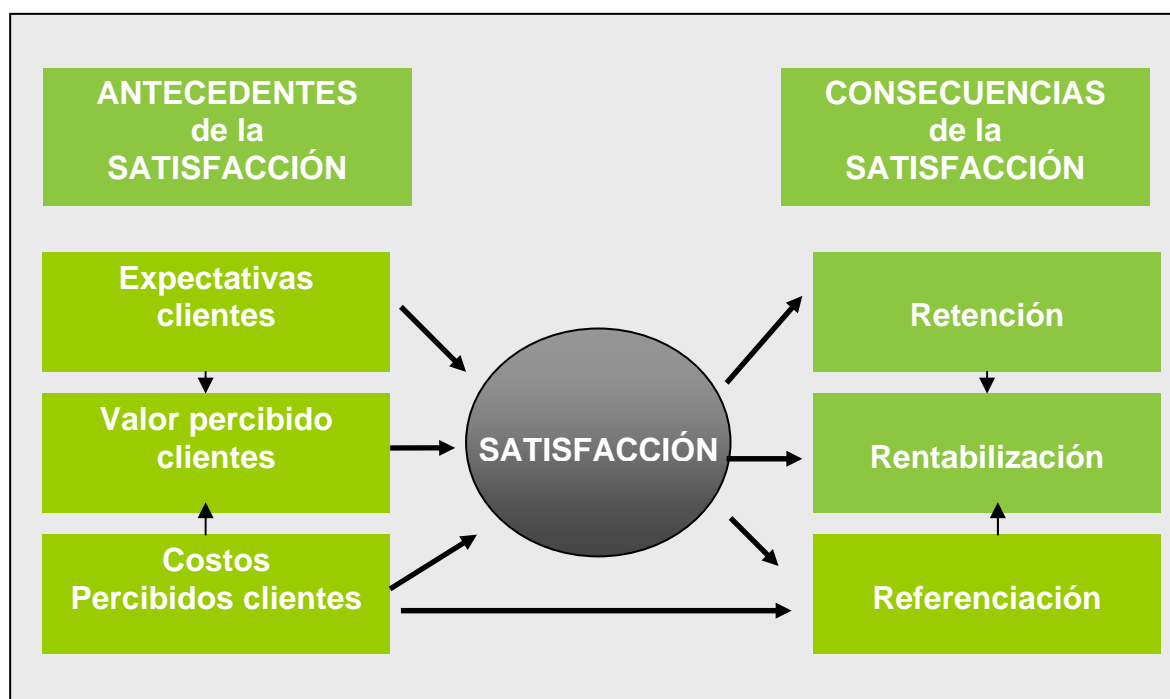 ANTECEDENTES
de la
SATISFACCIÓN
CONSECUENCIAS
de la
SATISFACCIÓN
Expectativas
clientes
Valor percibido
clientes
Costos
Percibidos clientes
SATISFACCIÓN
Retención
Rentabilización
Referenciación